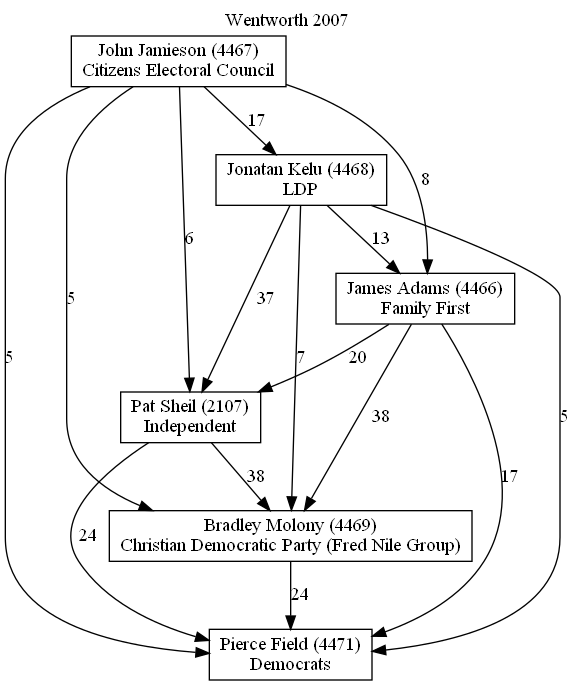 Wentworth 2007
John Jamieson (4467)
Citizens Electoral Council
17
Jonatan Kelu (4468)
LDP
8
6
13
James Adams (4466)
Family First
5
37
5
7
20
Pat Sheil (2107)
Independent
38
5
38
17
24
Bradley Molony (4469)
Christian Democratic Party (Fred Nile Group)
24
Pierce Field (4471)
Democrats